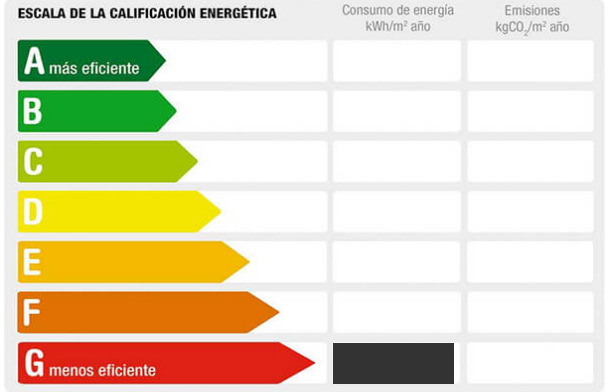 ESCALA DE LA CALIFICACIÓN ENERGÉTICA
Consumo de energía
kWh/m² año
Emisiones
kgCO₂/m² año
A más eficiente
B
C
D
E
F
G menos eficiente